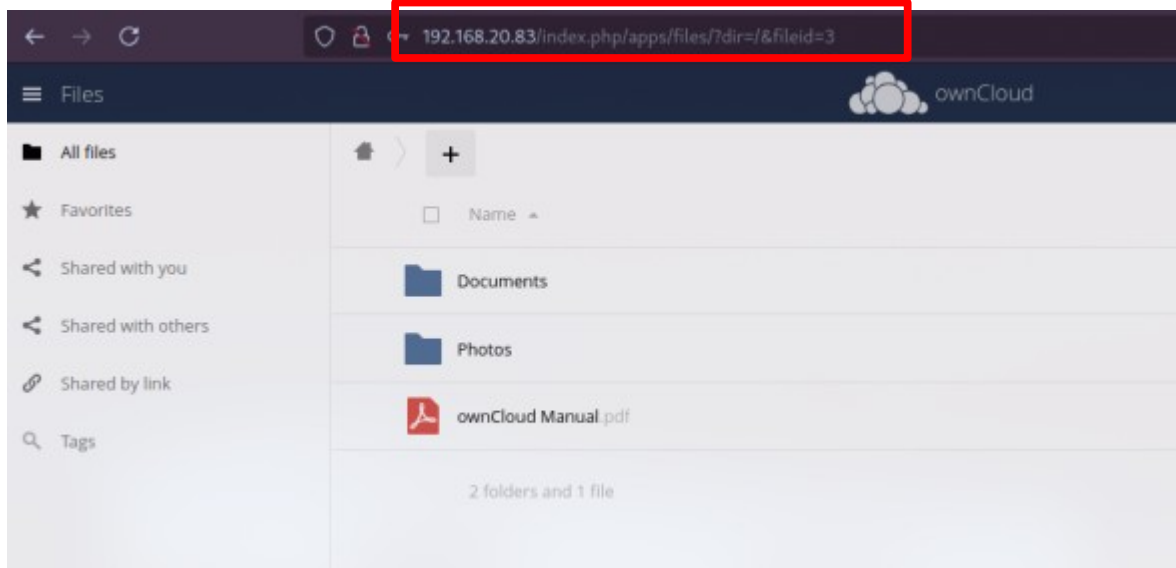 192.168.20.83/index.php/apps/files/?dir=/&fileid=3
Files
ownCloud
All files
Favorites
Shared with you
Shared with others
Shared by link
Tags
Name
Documents
Photos
ownCloud Manual.pdf
2 folders and 1 file